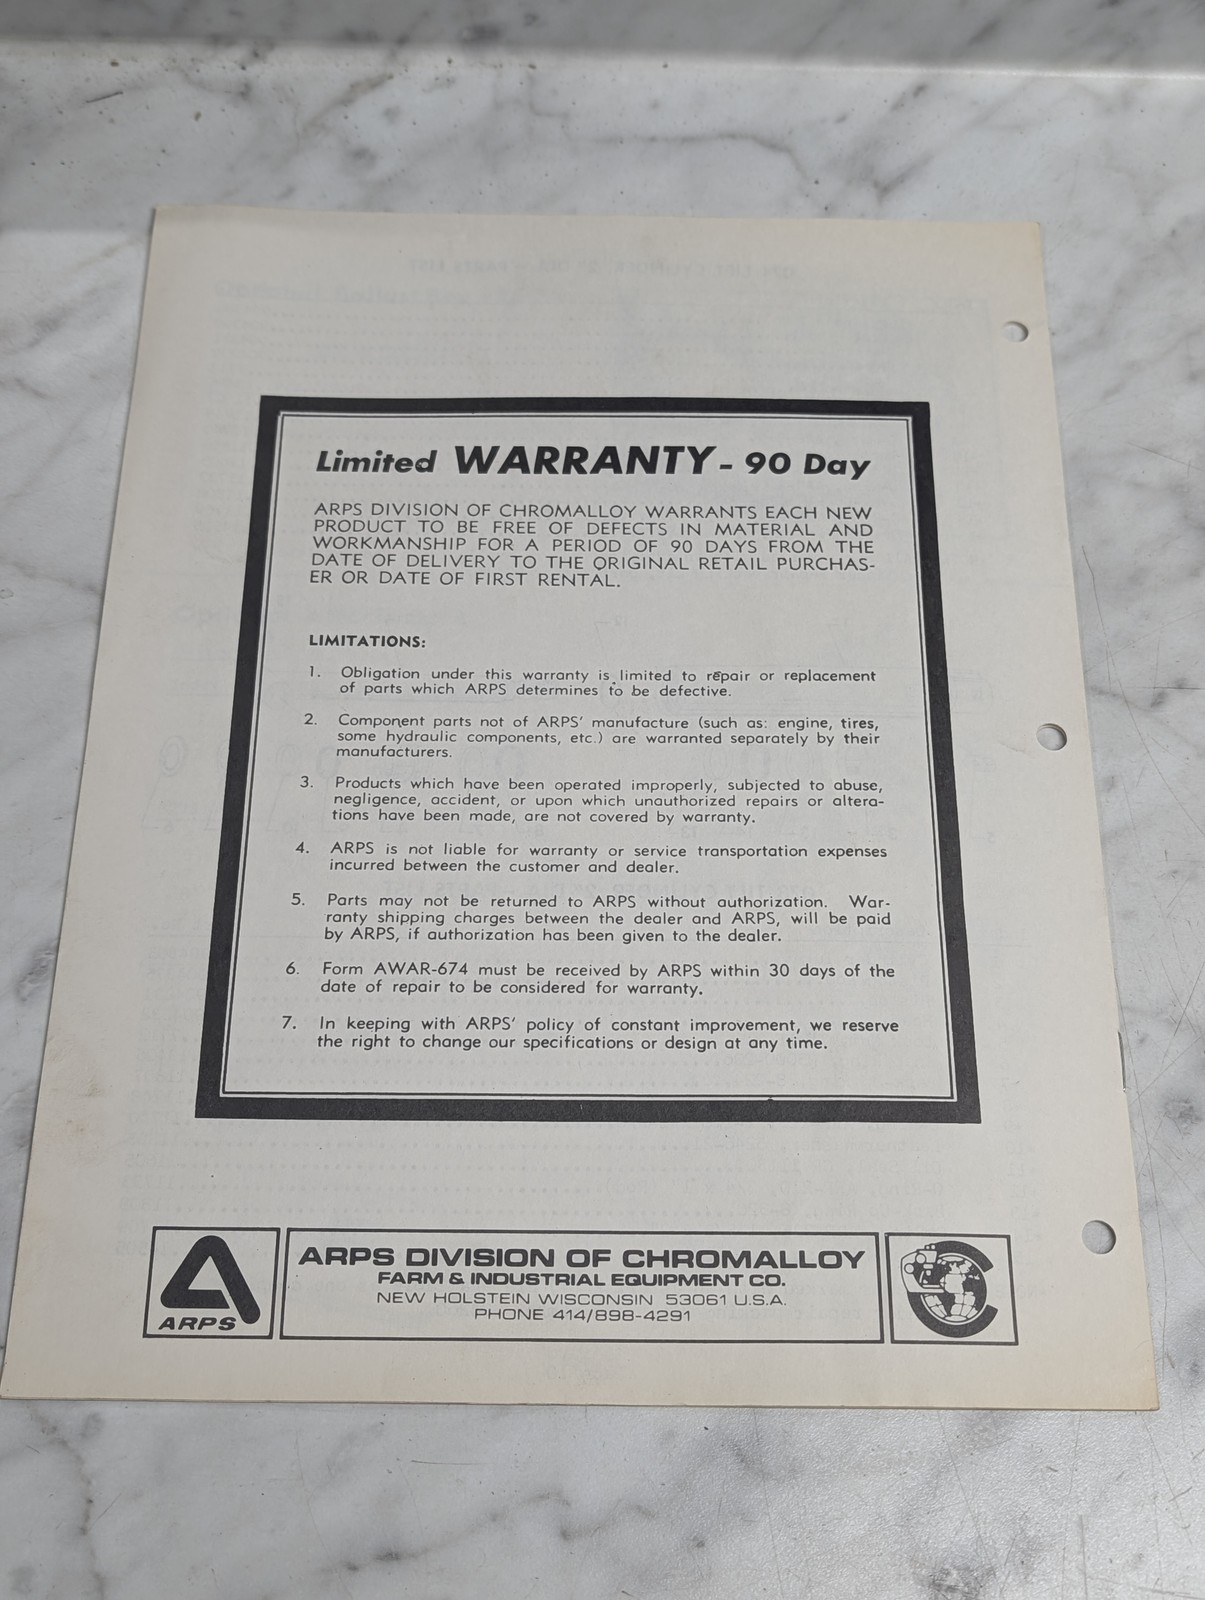 Limited WARRANTY - 90 Day
ARPS DIVISION OF CHROMALLOY WARRANTS EACH NEW
PRODUCT TO BE FREE OF DEFECTS IN MATERIAL AND
WORKMANSHIP FOR A PERIOD OF 90 DAYS FROM THE
DATE OF DELIVERY TO THE ORIGINAL RETAIL PURCHAS-
ER OR DATE OF FIRST RENTAL.
LIMITATIONS:
1. Obligation under this warranty is limited to repair or replacement
of parts which ARPS determines to be defective.
2. Component parts not of ARPS' manufacture (such as: engine, tires,
some hydraulic components, etc.) are warranted separately by their
manufacturers.
3. Products which have been operated improperly, subjected to abuse,
negligence, accident, or upon which unauthorized repairs or altera-
tions have been made, are not covered by warranty.
4. ARPS is not liable for warranty or service transportation expenses
incurred between the customer and dealer.
5. Parts may not be returned to ARPS without authorization. War-
ranty shipping charges between the dealer and ARPS, will be paid
by ARPS, if authorization has been given to the dealer.
6. Form AWAR-674 must be received by ARPS within 30 days of the
date of repair to be considered for warranty.
7. In keeping with ARPS' policy of constant improvement, we reserve
the right to change our specifications or design at any time.
ARPS
ARPS DIVISION OF CHROMALLOY
FARM & INDUSTRIAL EQUIPMENT CO.
NEW HOLSTEIN WISCONSIN 53061 U.S.A.
PHONE 414/898-4291